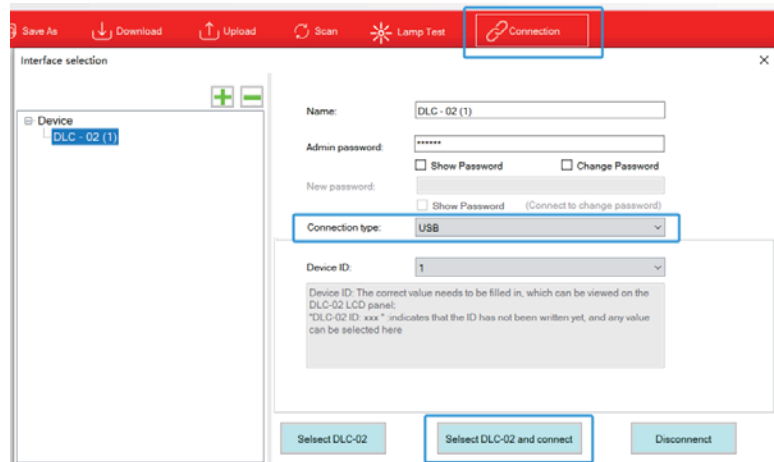 Save As
Download
Upload
Scan
Lamp Test
Connection
Interface selection
Device
DLC - 02 (1)
Name:
DLC - 02 (1)
Admin password:
******
Show Password
Change Password
New password:
Show Password
(Connect to change password)
Connection type:
USB
Device ID:
1
Device ID: The correct value needs to be filled in, which can be viewed on the
DLC-02 LCD panel;
"DLC-02 ID: xxx " :indicates that the ID has not been written yet, and any value
can be selected here
Selsect DLC-02
Selsect DLC-02 and connect
Disconnenct